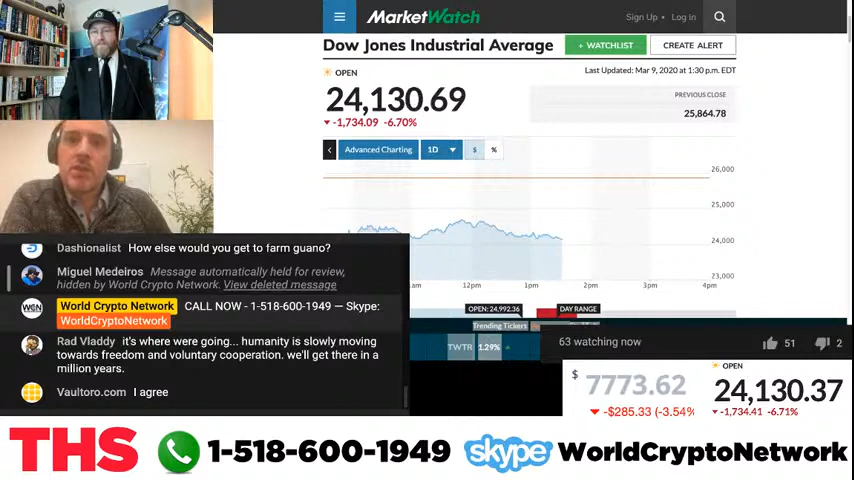 MarketWatch
Sign Up · Log in
Dow Jones Industrial Average
+ WATCHLIST
CREATE ALERT
OPEN
Last Updated: Mar 9, 2020 at 1:30 p.m. EDT
24,130.69
PREVIOUS CLOSE
-1,734.09 -6.70%
25,864.78
Advanced Charting
1D
$
%
26,000
25,000
24,000
23,000
am
12pm
1pm
2pm
3pm
4pm
OPEN: 24,992.36
DAY RANGE
Trending Tickers
TWTR
1.29%
Dashionalist How else would you get to farm guano?
Miguel Medeiros Message automatically held for review,
hidden by World Crypto Network. View deleted message
WCN World Crypto Network CALL NOW - 1-518-600-1949 — Skype:
WorldCryptoNetwork
Rad Vladdy it's where were going... humanity is slowly moving
towards freedom and voluntary cooperation. we'll get there in a
million years.
Vaultoro.com I agree
63 watching now
51
2
$ 7773.62
-$285.33 (-3.54%
OPEN
24,130.37
-1,734.41 -6.71%
THS 1-518-600-1949 skype WorldCryptoNetwork